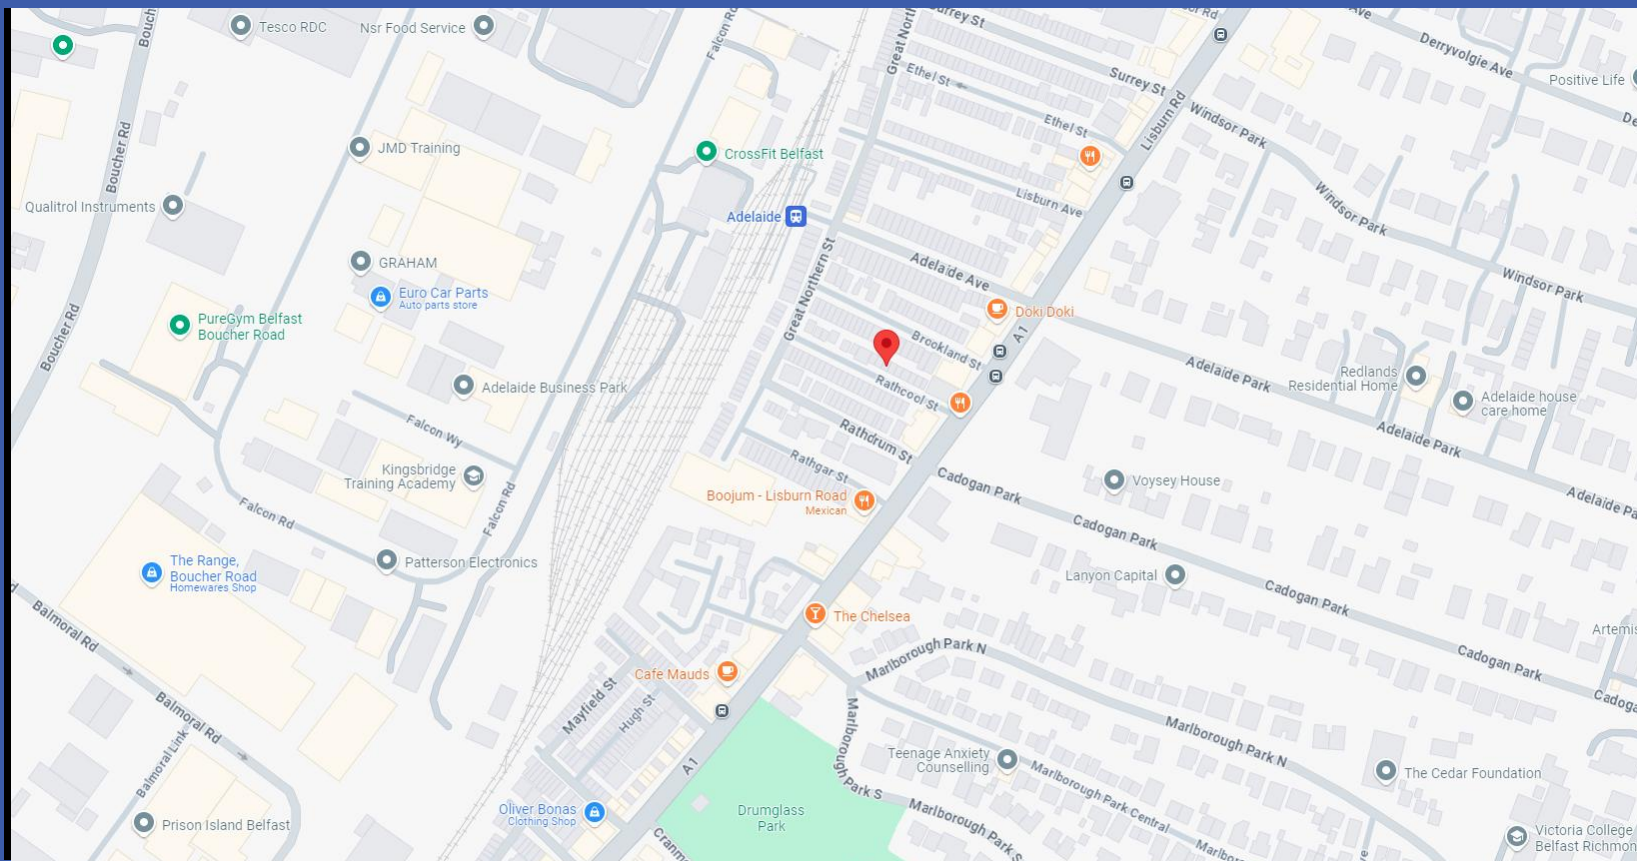 Boucher Rd
Tesco RDC
Nsr Food Service
Falcon Rd
Great North
Surrey St
Derryvolgie Ave
Positive Life
Ethel St
Surrey St
Windsor Park
Lisburn Rd
Ethel St
JMD Training
CrossFit Belfast
Boucher Rd
Lisburn Ave
Windsor Park
Qualitrol Instruments
Adelaide
Great Northern St
Adelaide Ave
GRAHAM
Windsor Park
Euro Car Parts
Auto parts store
Doki Doki
A1
PureGym Belfast
Boucher Road
Boucher Rd
Brookland St
Rathcool St
Adelaide Park
Redlands
Residential Home
Adelaide Business Park
Adelaide house
care home
Falcon Wy
Rathdrum St
Adelaide Park
Rathgar St
Kingsbridge
Training Academy
Cadogan Park
Voysey House
Boojum - Lisburn Road
Mexican
Adelaide Pa
Falcon Rd
Falcon Rd
Cadogan Park
Patterson Electronics
The Range,
Boucher Road
Homewares Shop
Lanyon Capital
Cadogan Park
Balmoral Rd
The Chelsea
Artemis
Marlborough Park N
Cadogan Park
Cafe Mauds
Mayfield St
Hugh St
Cadoga
Balmoral Rd
Marlborough Park S
Marlborough Park N
Balmoral Link
A1
Teenage Anxiety
Counselling
Marlborough Park Central
The Cedar Foundation
Oliver Bonas
Clothing Shop
Drumglass
Park
Marlborough Park S
Prison Island Belfast
Cranm
Marlbor
Victoria College
Belfast Richmon